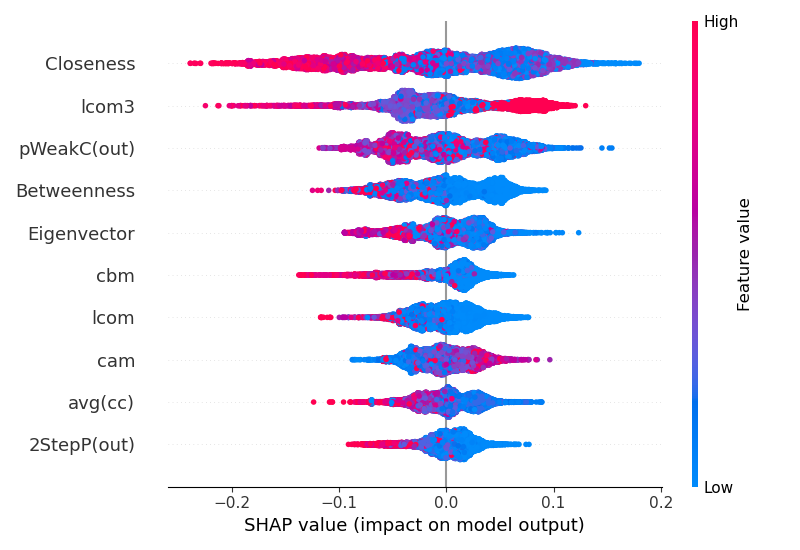 High
Closeness
lcom3
pWeakC(out)
Betweenness
Eigenvector
cbm
lcom
cam
avg(cc)
2StepP(out)
Feature value
Low
−0.2 −0.1 0.0 0.1 0.2
SHAP value (impact on model output)